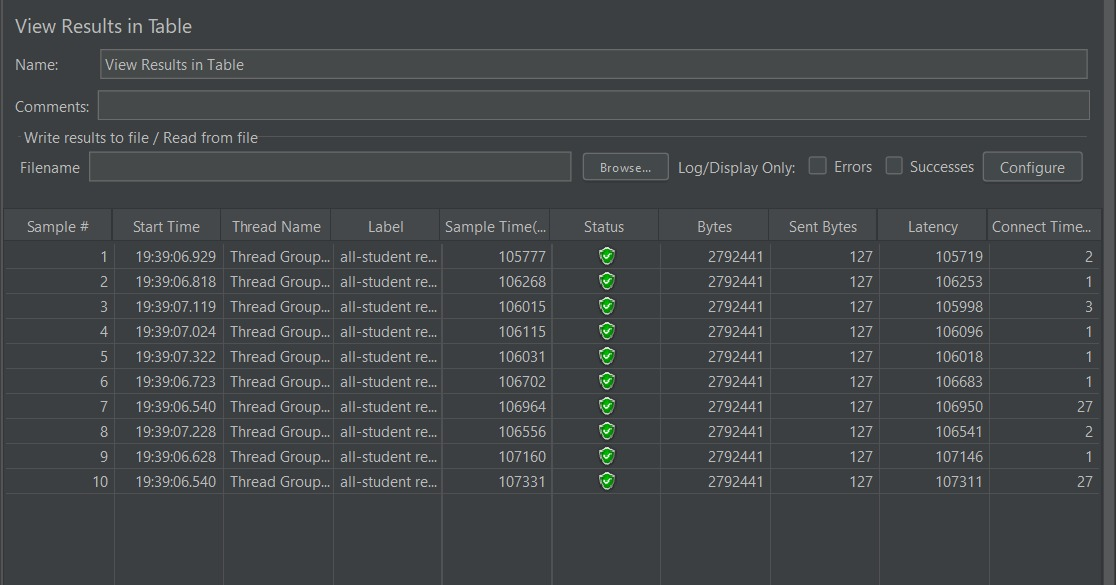 View Results in Table
Name: View Results in Table
Comments:
Write results to file / Read from file
Filename Browse... Log/Display Only: Errors Successes Configure
Sample # Start Time Thread Name Label Sample Time(... Status Bytes Sent Bytes Latency Connect Time...
1 19:39:06.929 Thread Group... all-student re... 105777 2792441 127 105719 2
2 19:39:06.818 Thread Group... all-student re... 106268 2792441 127 106253 1
3 19:39:07.119 Thread Group... all-student re... 106015 2792441 127 105998 3
4 19:39:07.024 Thread Group... all-student re... 106115 2792441 127 106096 1
5 19:39:07.322 Thread Group... all-student re... 106031 2792441 127 106018 1
6 19:39:06.723 Thread Group... all-student re... 106702 2792441 127 106683 1
7 19:39:06.540 Thread Group... all-student re... 106964 2792441 127 106950 27
8 19:39:07.228 Thread Group... all-student re... 106556 2792441 127 106541 2
9 19:39:06.628 Thread Group... all-student re... 107160 2792441 127 107146 1
10 19:39:06.540 Thread Group... all-student re... 107331 2792441 127 107311 27